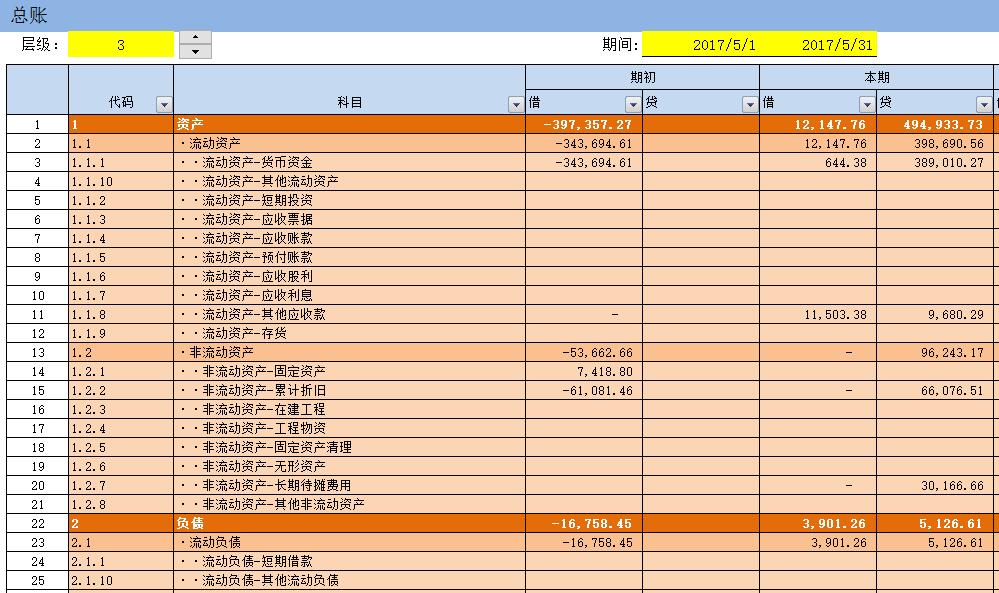 总账
层级： 3 期间： 2017/5/1 2017/5/31
期初 本期
代码 科目 借 贷 借 贷
1 1 资产 -397,357.27 12,147.76 494,933.73
2 1.1 ·流动资产 -343,694.61 12,147.76 398,690.56
3 1.1.1 ··流动资产-货币资金 -343,694.61 644.38 389,010.27
4 1.1.10 ··流动资产-其他流动资产
5 1.1.2 ··流动资产-短期投资
6 1.1.3 ··流动资产-应收票据
7 1.1.4 ··流动资产-应收账款
8 1.1.5 ··流动资产-预付账款
9 1.1.6 ··流动资产-应收股利
10 1.1.7 ··流动资产-应收利息
11 1.1.8 ··流动资产-其他应收款 - 11,503.38 9,680.29
12 1.1.9 ··流动资产-存货
13 1.2 ·非流动资产 -53,662.66 - 96,243.17
14 1.2.1 ··非流动资产-固定资产 7,418.80
15 1.2.2 ··非流动资产-累计折旧 -61,081.46 - 66,076.51
16 1.2.3 ··非流动资产-在建工程
17 1.2.4 ··非流动资产-工程物资
18 1.2.5 ··非流动资产-固定资产清理
19 1.2.6 ··非流动资产-无形资产
20 1.2.7 ··非流动资产-长期待摊费用 - 30,166.66
21 1.2.8 ··非流动资产-其他非流动资产
22 2 负债 -16,758.45 3,901.26 5,126.61
23 2.1 ·流动负债 -16,758.45 3,901.26 5,126.61
24 2.1.1 ··流动负债-短期借款
25 2.1.10 ··流动负债-其他流动负债